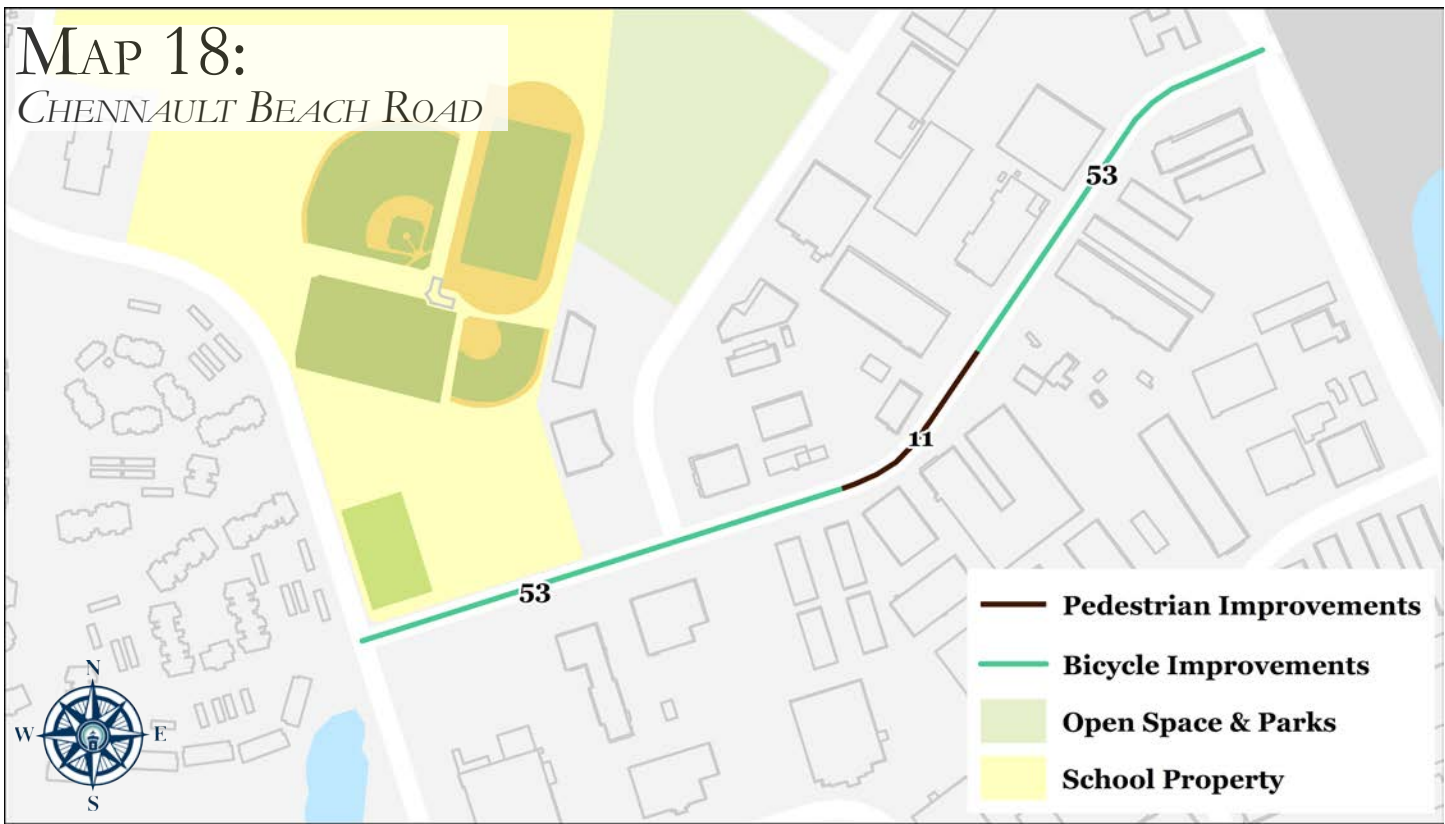 MAP 18:
CHENNAULT BEACH ROAD
53
11
53
Pedestrian Improvements
Bicycle Improvements
Open Space & Parks
School Property
N
W E
S